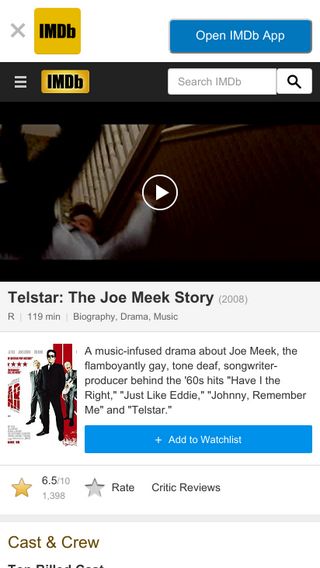 IMDb
Open IMDb App
IMDb
Search IMDb
Telstar: The Joe Meek Story (2008)
R | 119 min | Biography, Drama, Music
A music-infused drama about Joe Meek, the
flamboyantly gay, tone deaf, songwriter-
producer behind the '60s hits "Have I the
Right," "Just Like Eddie," "Johnny, Remember
Me" and "Telstar."
+ Add to Watchlist
6.5/10
1,398
Rate
Critic Reviews
Cast & Crew